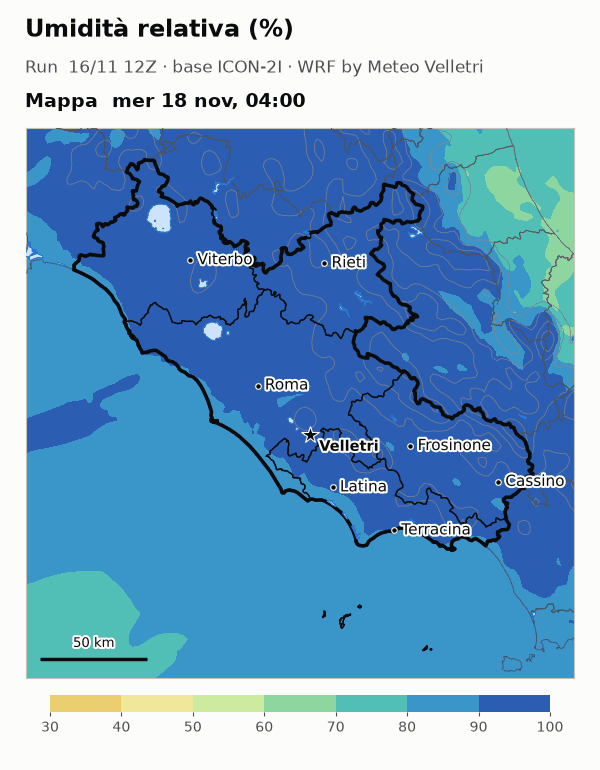 Umidità relativa (%)
Run  16/11 12Z · base ICON-2I · WRF by Meteo Velletri
Mappa  mer 18 nov, 04:00
Viterbo
Rieti
Roma
Velletri
Frosinone
Cassino
Latina
Terracina
50 km
30 40 50 60 70 80 90 100